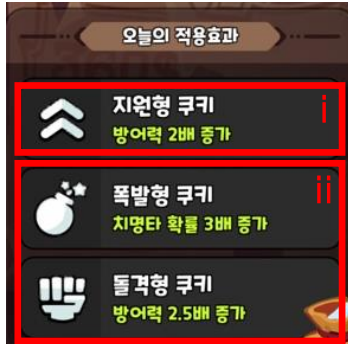 오늘의 적용효과
지원형 쿠키
i
방어력 2배 증가
폭발형 쿠키
ii
치명타 확률 3배 증가
돌격형 쿠키
방어력 2.5배 증가